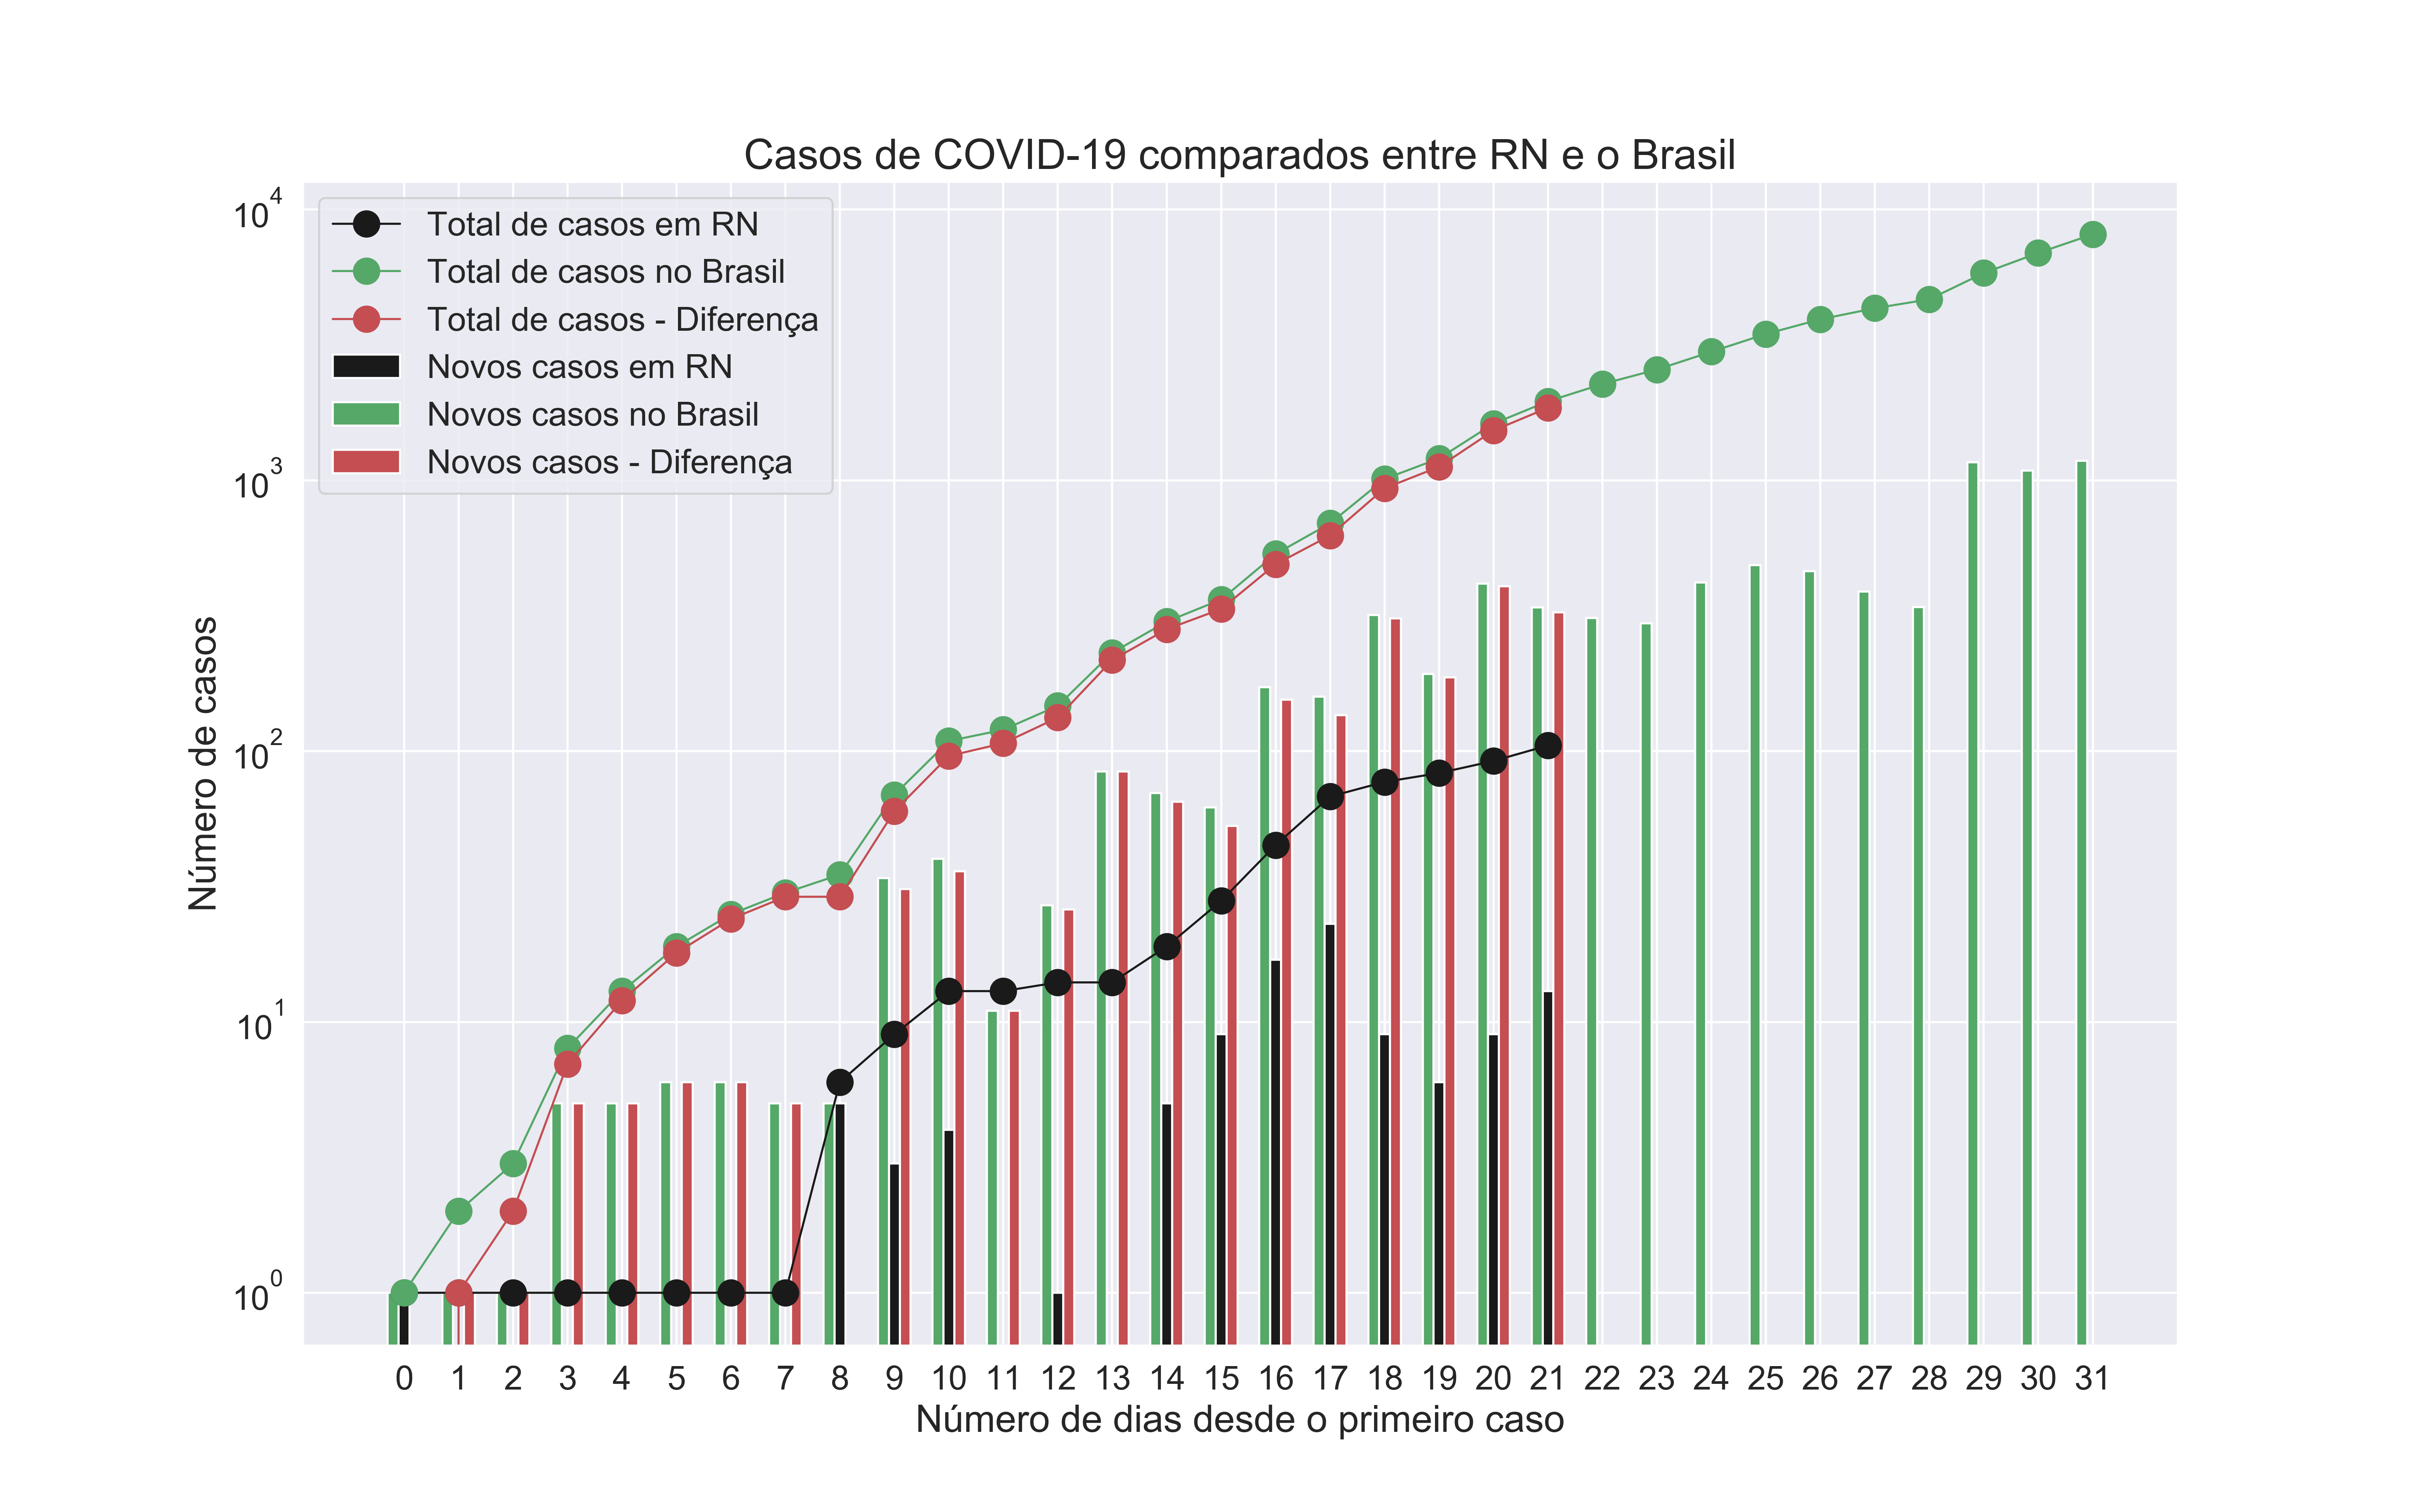 Casos de COVID-19 comparados entre RN e o Brasil
10^4
Total de casos em RN
Total de casos no Brasil
Total de casos - Diferença
Novos casos em RN
Novos casos no Brasil
Novos casos - Diferença
10^3
10^2
10^1
10^0
Número de casos
0 1 2 3 4 5 6 7 8 9 10 11 12 13 14 15 16 17 18 19 20 21 22 23 24 25 26 27 28 29 30 31
Número de dias desde o primeiro caso